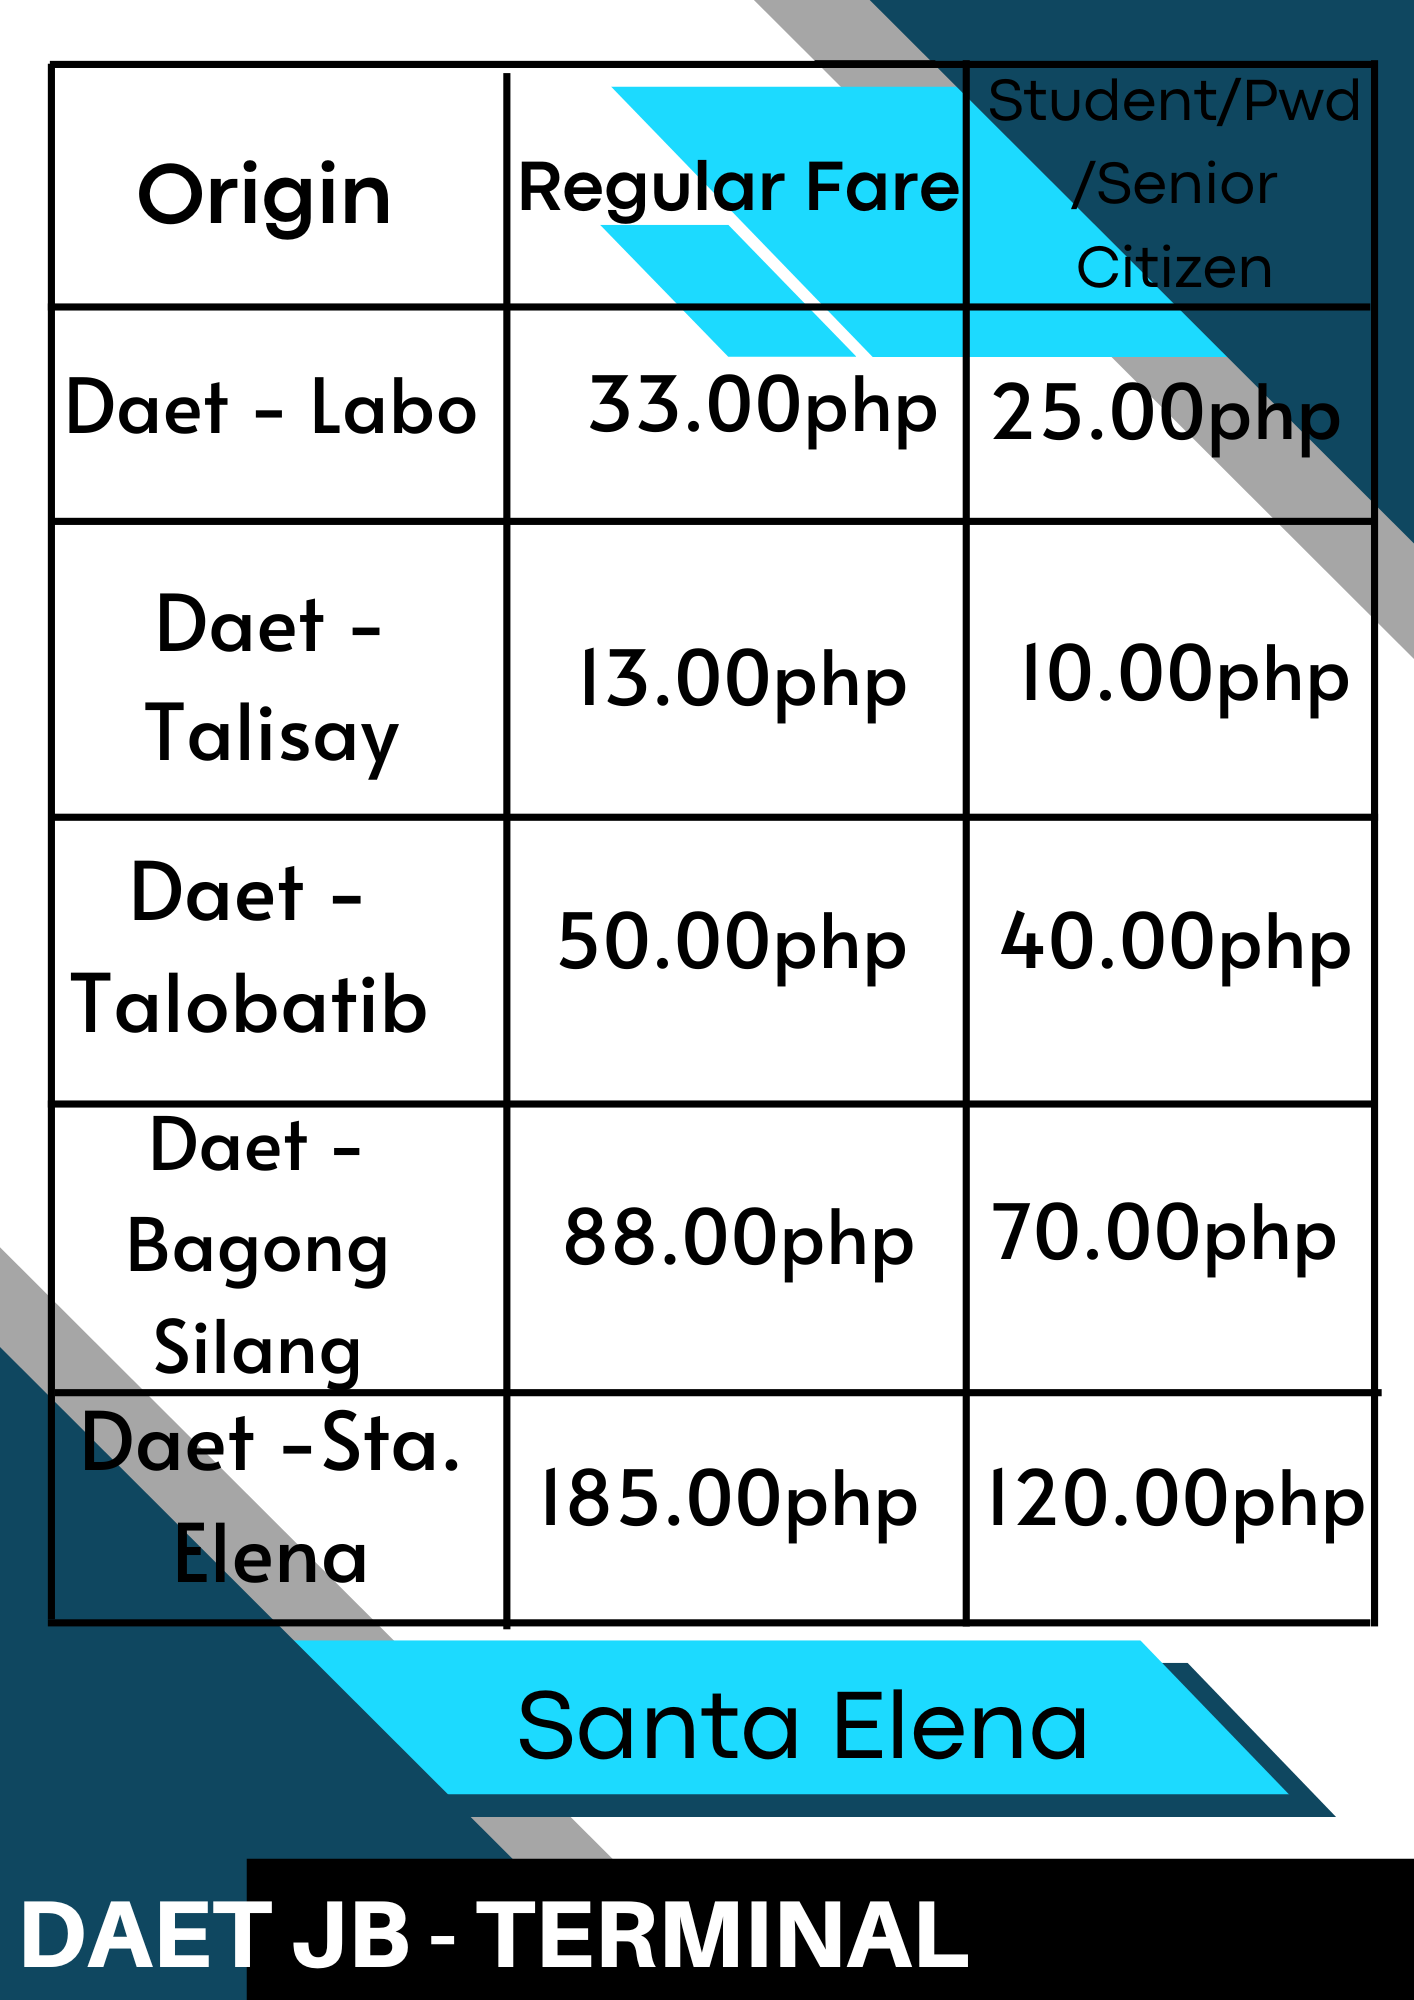 Origin
Regular Fare
Student/Pwd
/Senior
Citizen
Daet - Labo
33.00php
25.00php
Daet -
Talisay
13.00php
10.00php
Daet -
Talobatib
50.00php
40.00php
Daet -
Bagong
Silang
88.00php
70.00php
Daet -Sta.
Elena
185.00php
120.00php
Santa Elena
DAET JB - TERMINAL